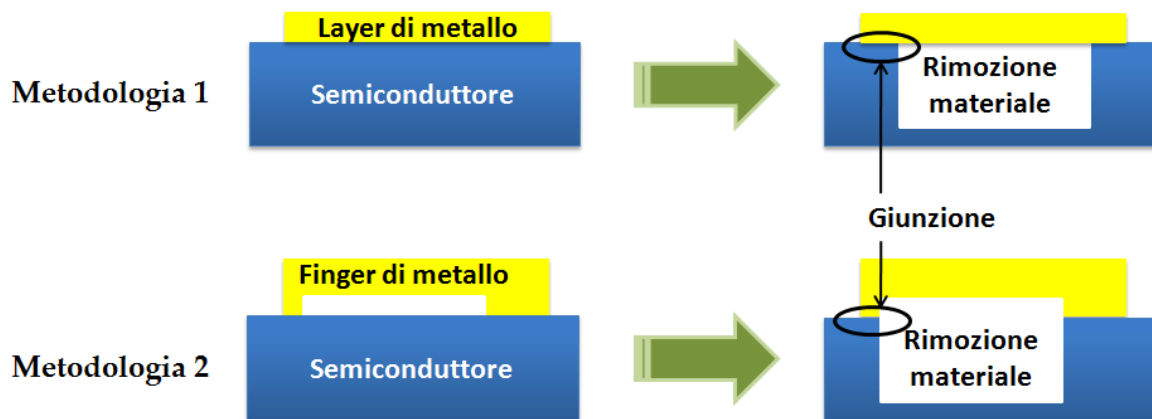 Metodologia 1
Layer di metallo
Semiconduttore
Rimozione
materiale
Giunzione
Metodologia 2
Finger di metallo
Semiconduttore
Rimozione
materiale